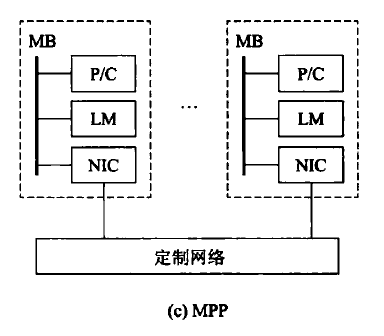 MB
P/C
LM
NIC
...
MB
P/C
LM
NIC
定制网络
(c) MPP